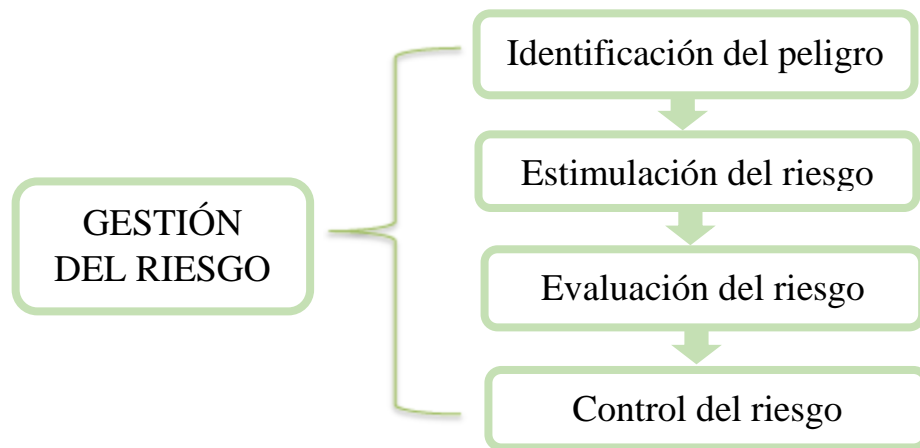 GESTIÓN
DEL RIESGO
Identificación del peligro
Estimulación del riesgo
Evaluación del riesgo
Control del riesgo